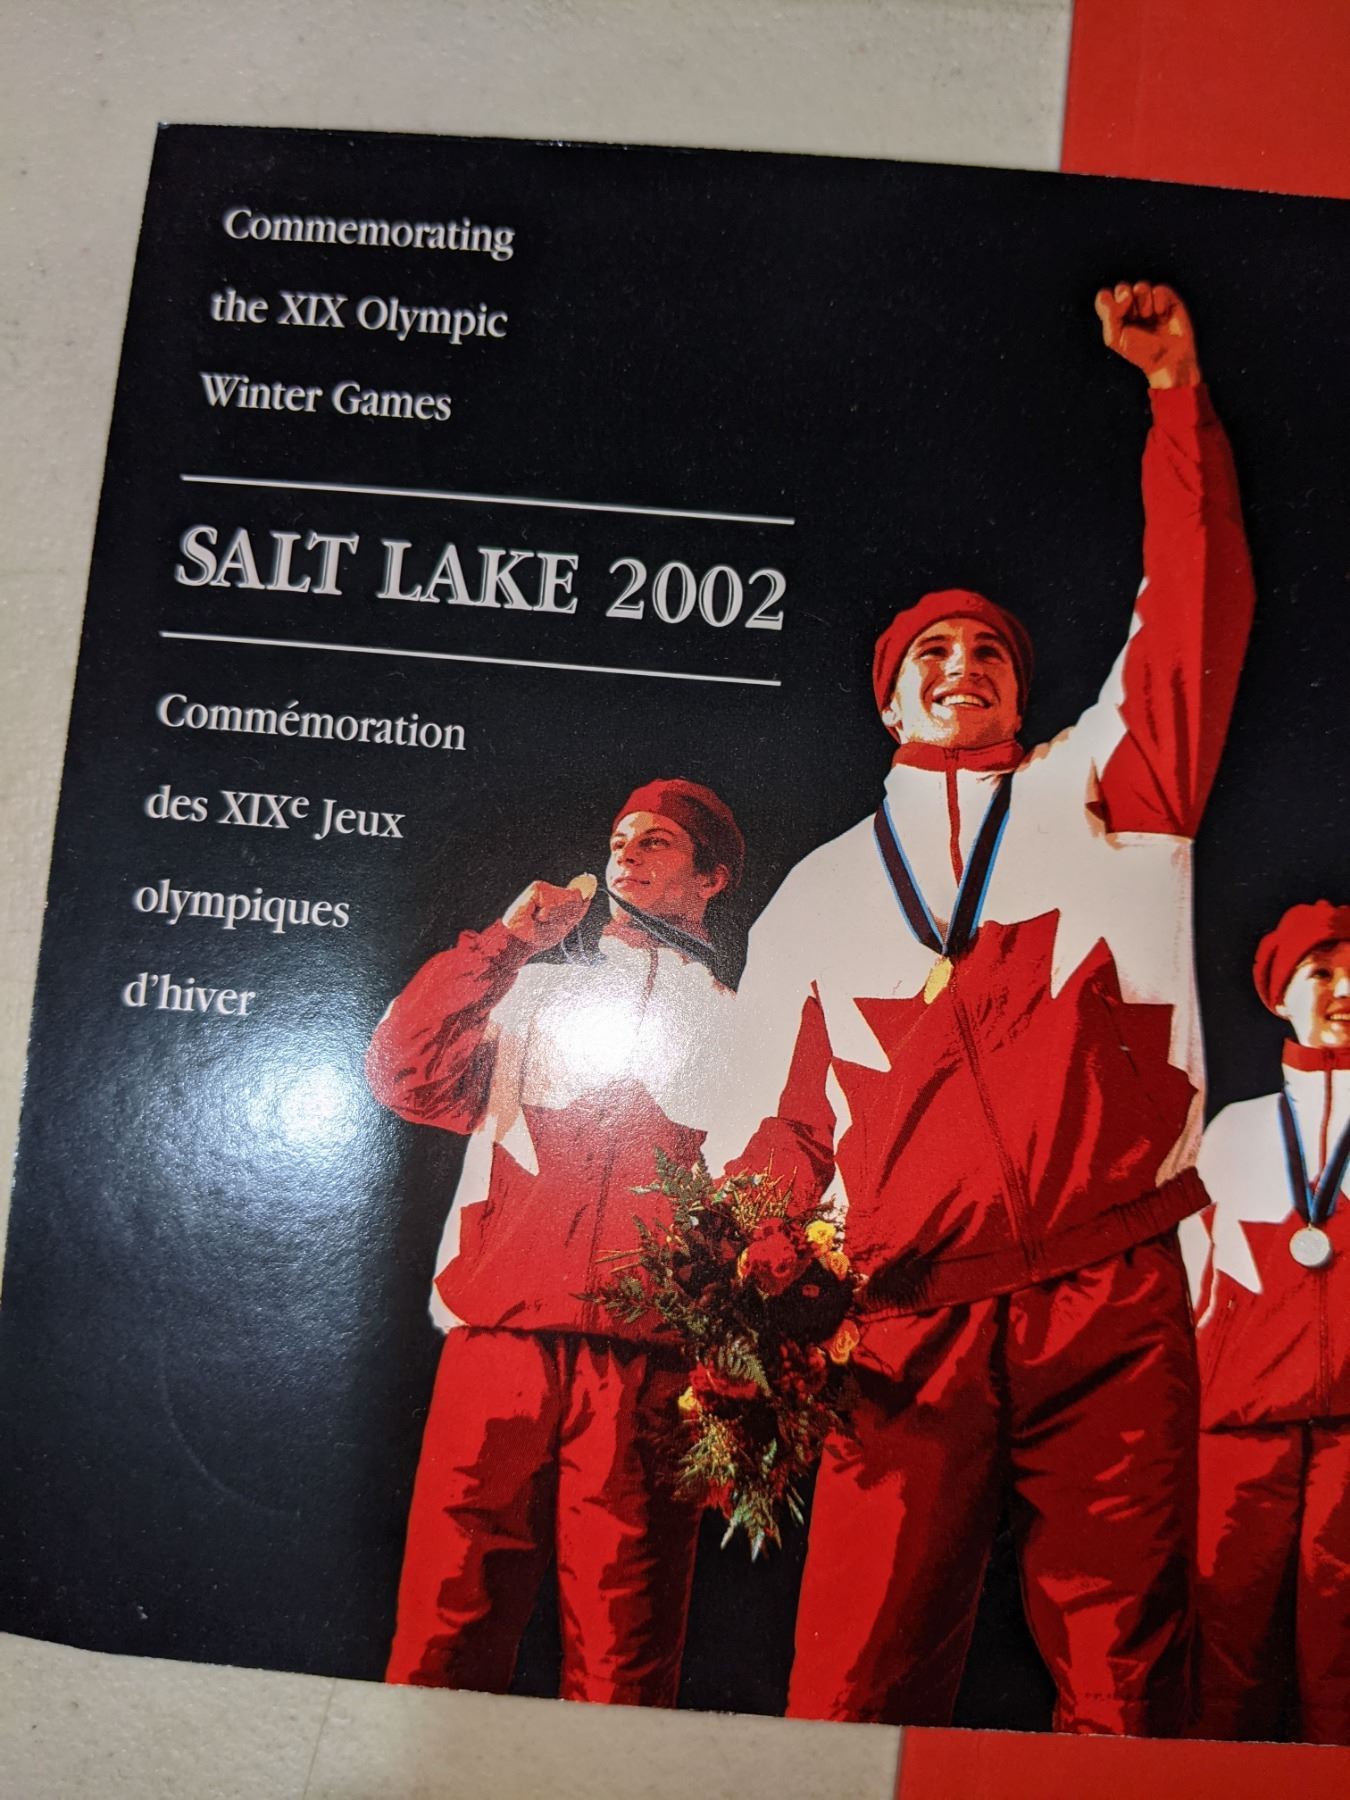 Commemorating
the XIX Olympic
Winter Games
SALT LAKE 2002
Commémoration
des XIXe Jeux
olympiques
d'hiver